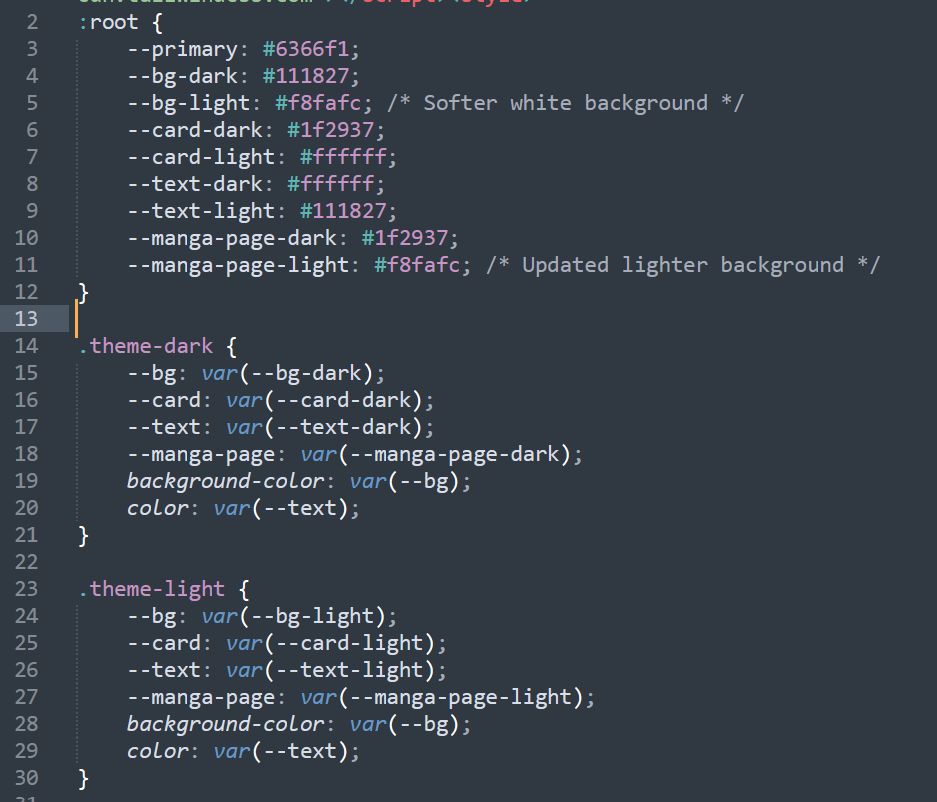 2 :root {
3 --primary: #6366f1;
4 --bg-dark: #111827;
5 --bg-light: #f8fafc; /* Softer white background */
6 --card-dark: #1f2937;
7 --card-light: #ffffff;
8 --text-dark: #ffffff;
9 --text-light: #111827;
10 --manga-page-dark: #1f2937;
11 --manga-page-light: #f8fafc; /* Updated lighter background */
12 }
13
14 .theme-dark {
15 --bg: var(--bg-dark);
16 --card: var(--card-dark);
17 --text: var(--text-dark);
18 --manga-page: var(--manga-page-dark);
19 background-color: var(--bg);
20 color: var(--text);
21 }
22
23 .theme-light {
24 --bg: var(--bg-light);
25 --card: var(--card-light);
26 --text: var(--text-light);
27 --manga-page: var(--manga-page-light);
28 background-color: var(--bg);
29 color: var(--text);
30 }